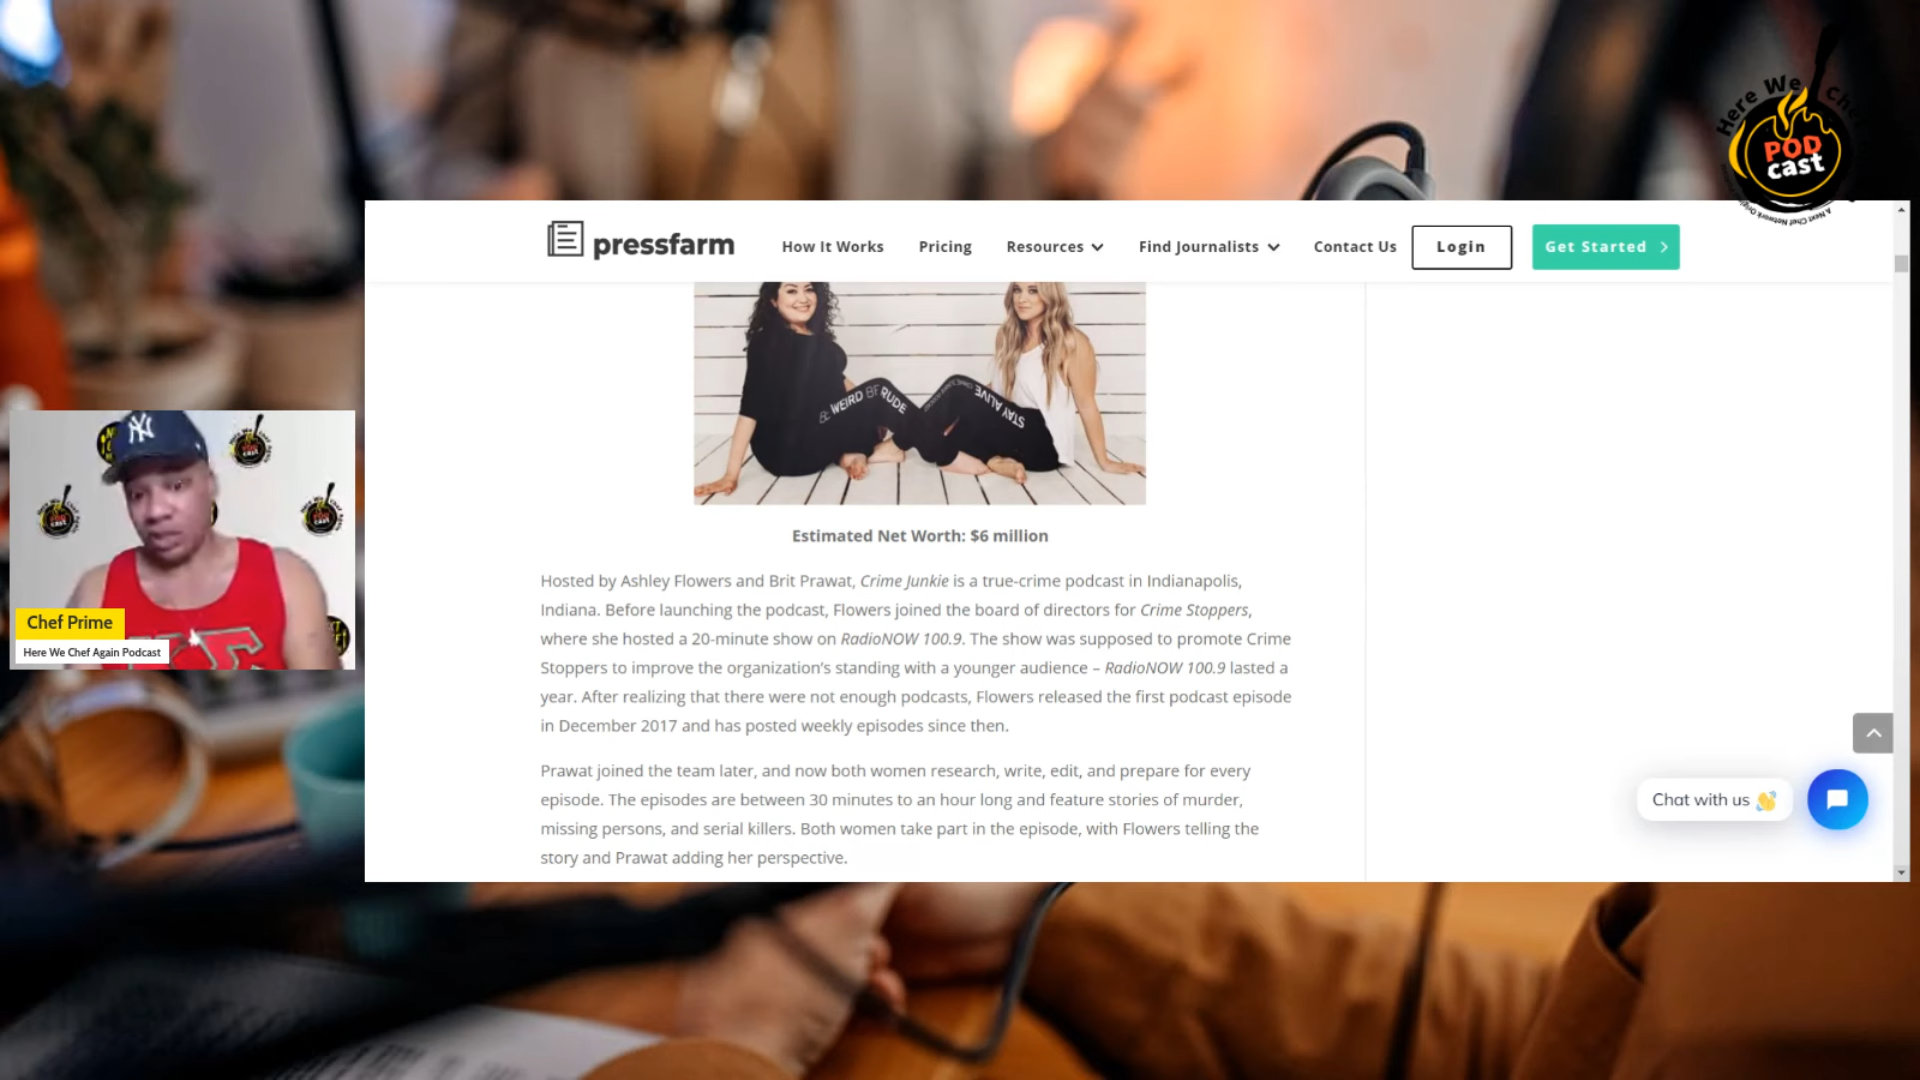 Here We Chef
POD
cast
A Next Chef Network Original
pressfarm
How It Works
Pricing
Resources
Find Journalists
Contact Us
Login
Get Started
BE WEIRD BE RUDE
STAY ALIVE
Estimated Net Worth: $6 million
Hosted by Ashley Flowers and Brit Prawat, Crime Junkie is a true-crime podcast in Indianapolis,
Indiana. Before launching the podcast, Flowers joined the board of directors for Crime Stoppers,
where she hosted a 20-minute show on RadioNOW 100.9. The show was supposed to promote Crime
Stoppers to improve the organization's standing with a younger audience – RadioNOW 100.9 lasted a
year. After realizing that there were not enough podcasts, Flowers released the first podcast episode
in December 2017 and has posted weekly episodes since then.
Prawat joined the team later, and now both women research, write, edit, and prepare for every
episode. The episodes are between 30 minutes to an hour long and feature stories of murder,
missing persons, and serial killers. Both women take part in the episode, with Flowers telling the
story and Prawat adding her perspective.
Chat with us 👋
NY
Chef Prime
Here We Chef Again Podcast